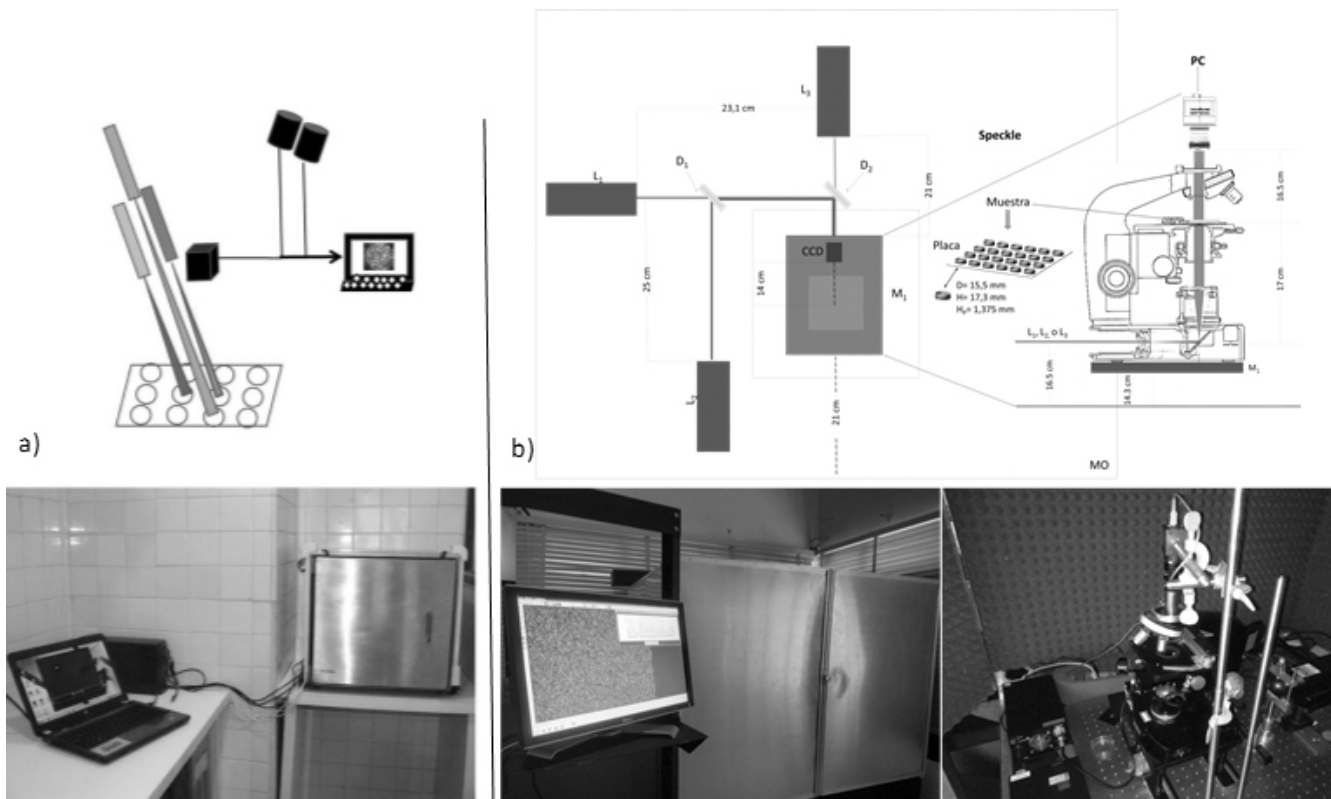 a)
b)
L₃
23,1 cm
D₁
D₂
L₁
21 cm
25 cm
CCD
14 cm
M₁
L₂
21 cm
MO
Speckle
PC
Muestra
Placa
D= 15,5 mm
H= 17,3 mm
Hₚ= 1,375 mm
16.5 cm
17 cm
L₁, L₂, o L₃
M₁
16.5 cm
14.3 cm